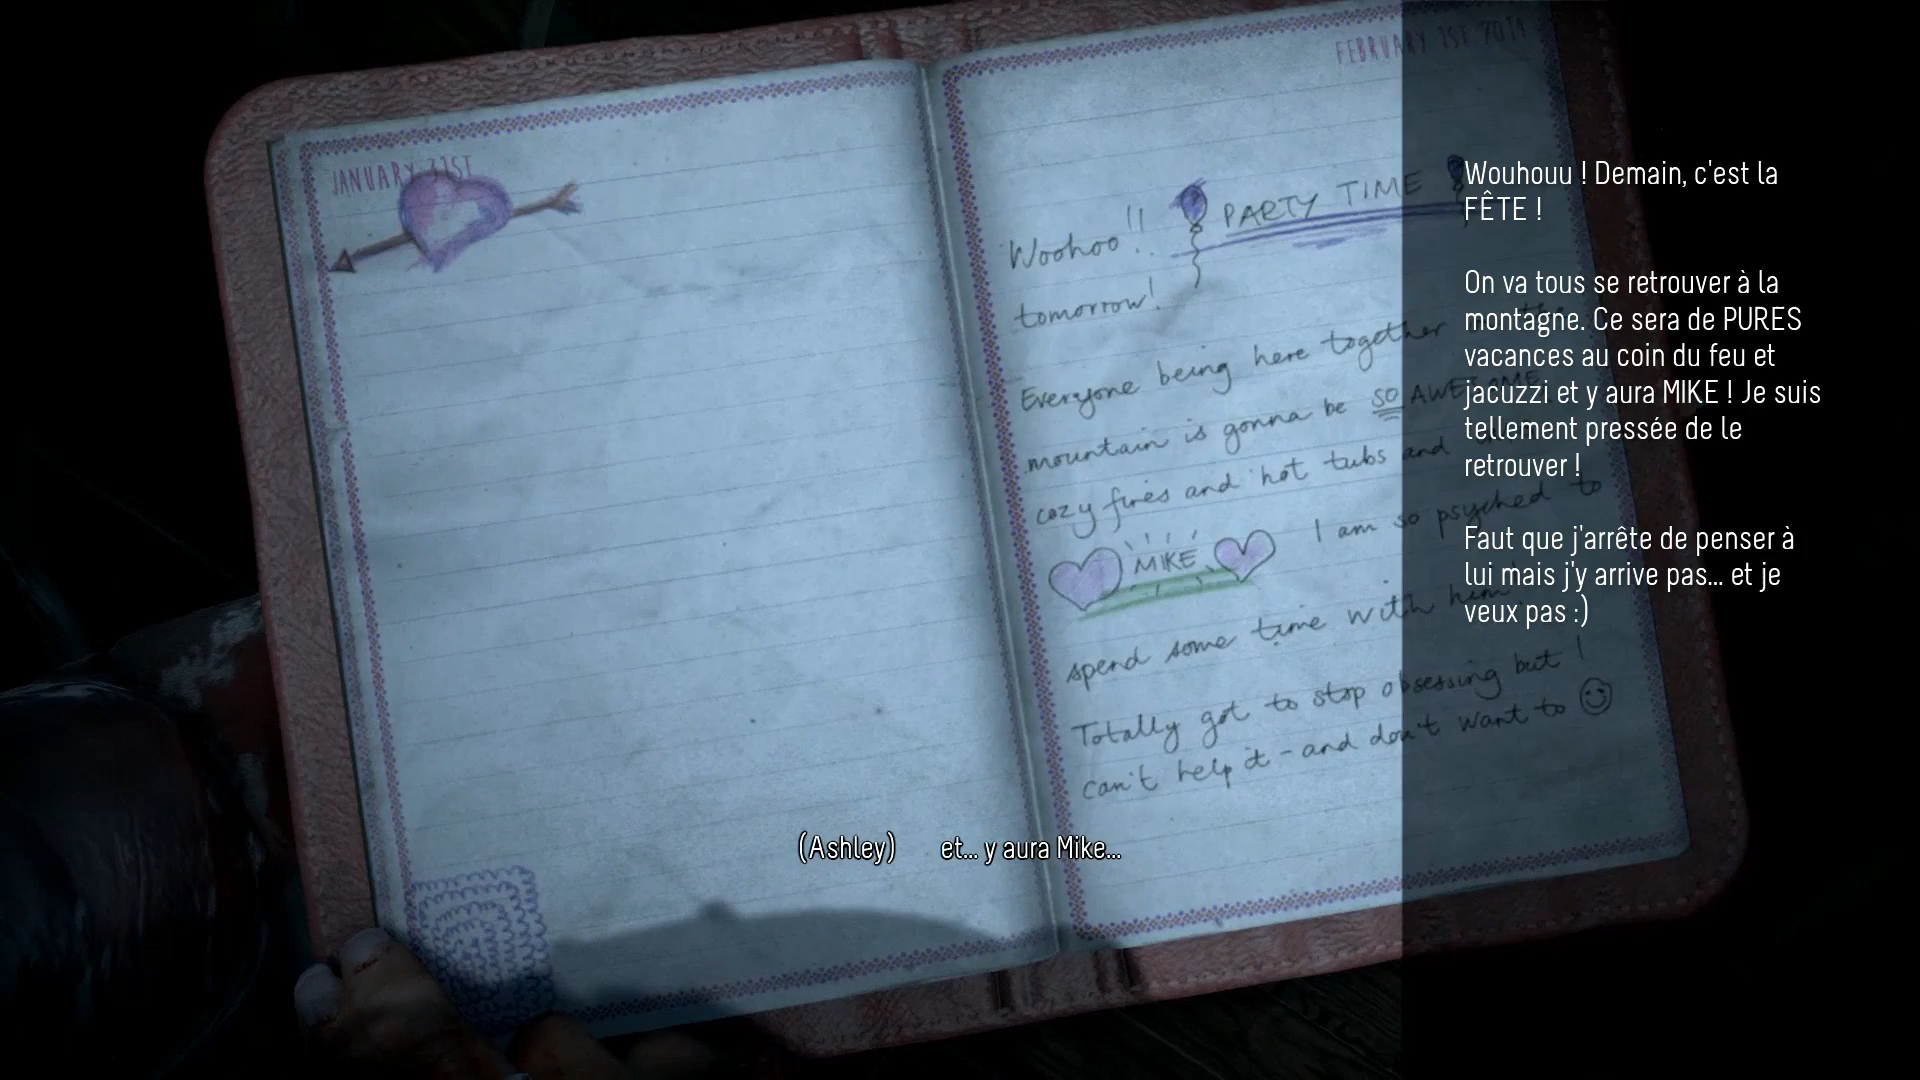 JANUARY 31ST
FEBRUARY 1ST 2014
Woohoo!! PARTY TIME
tomorrow!
Everyone being here together
mountain is gonna be SO AWESOME
cozy fires and hot tubs and
MIKE I am so psyched to
spend some time with him
Totally got to stop obsessing but I
can't help it - and don't want to
Wouhouu ! Demain, c'est la
FÊTE !
On va tous se retrouver à la
montagne. Ce sera de PURES
vacances au coin du feu et
jacuzzi et y aura MIKE ! Je suis
tellement pressée de le
retrouver !
Faut que j'arrête de penser à
lui mais j'y arrive pas... et je
veux pas :)
(Ashley) et... y aura Mike...